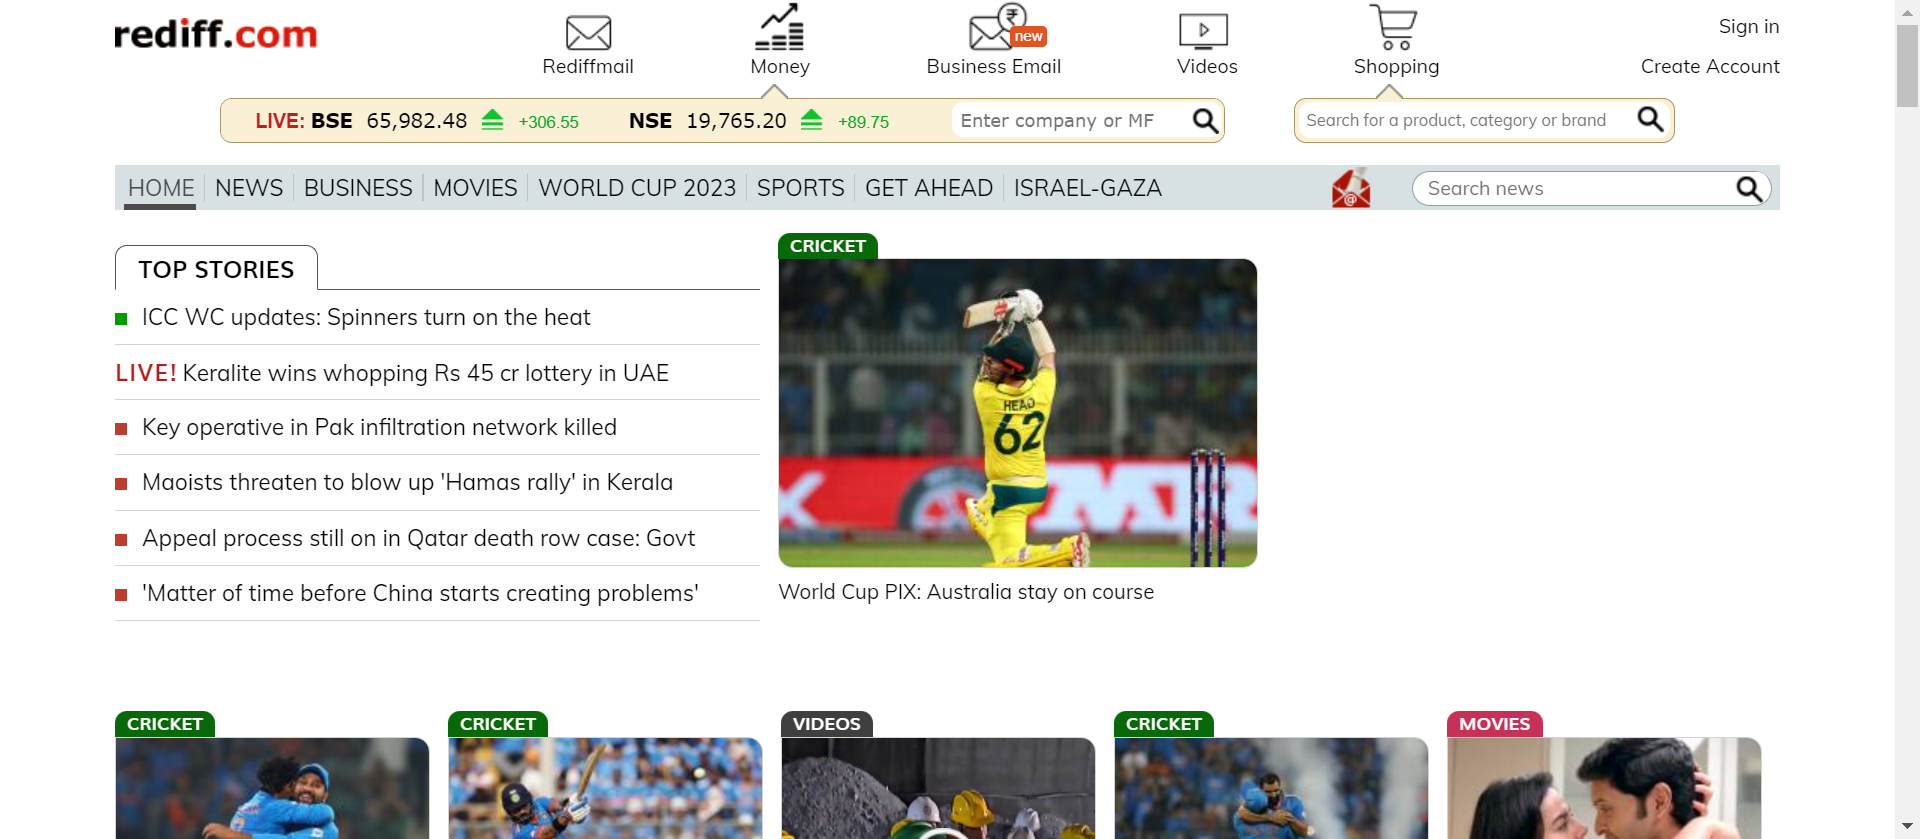 rediff.com
Rediffmail
Money
new
Business Email
Videos
Shopping
Sign in
Create Account
LIVE: BSE 65,982.48 +306.55 NSE 19,765.20 +89.75
Enter company or MF
Search for a product, category or brand
HOME NEWS BUSINESS MOVIES WORLD CUP 2023 SPORTS GET AHEAD ISRAEL-GAZA
@
Search news
TOP STORIES
ICC WC updates: Spinners turn on the heat
LIVE! Keralite wins whopping Rs 45 cr lottery in UAE
Key operative in Pak infiltration network killed
Maoists threaten to blow up 'Hamas rally' in Kerala
Appeal process still on in Qatar death row case: Govt
'Matter of time before China starts creating problems'
CRICKET
HEAD
62
World Cup PIX: Australia stay on course
CRICKET
CRICKET
VIDEOS
CRICKET
MOVIES